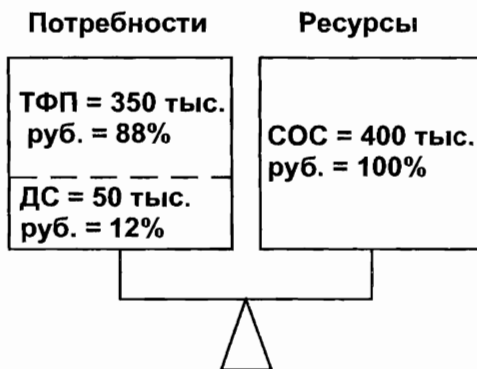 Потребности
Ресурсы
ТФП = 350 тыс.
руб. = 88%
ДС = 50 тыс.
руб. = 12%
СОС = 400 тыс.
руб. = 100%